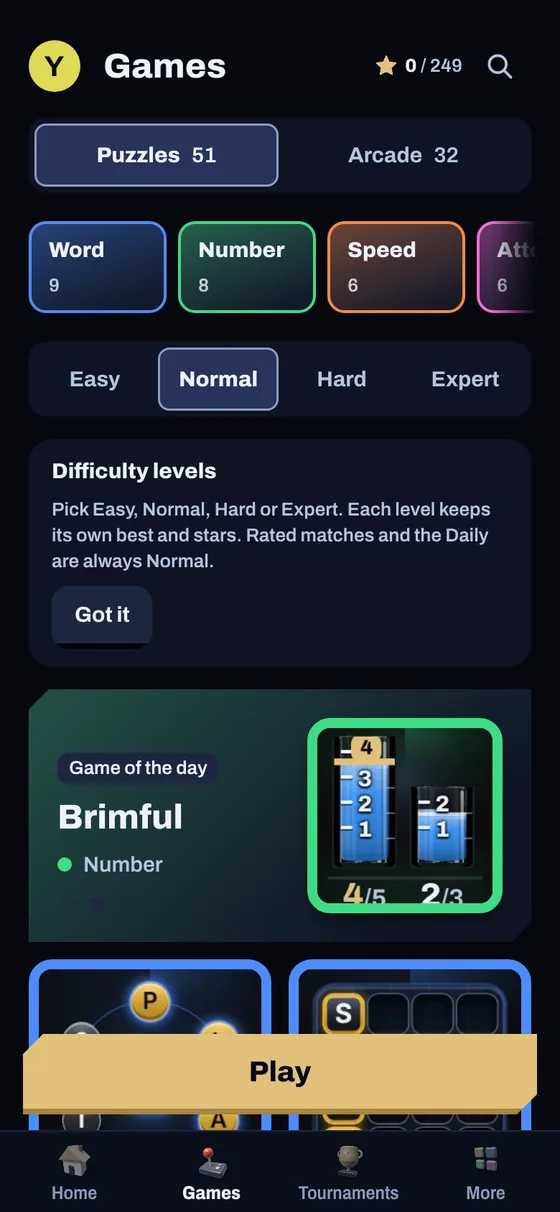 Y Games 0 / 249
Puzzles 51 Arcade 32
Word Number Speed
9 8 6 6
Easy Normal Hard Expert
Difficulty levels
Pick Easy, Normal, Hard or Expert. Each level keeps
its own best and stars. Rated matches and the Daily
are always Normal.
Got it
Game of the day
Brimful
Number
4
3
2 2
1 1
4/5 2/3
P S
Play
A
Home Games Tournaments More